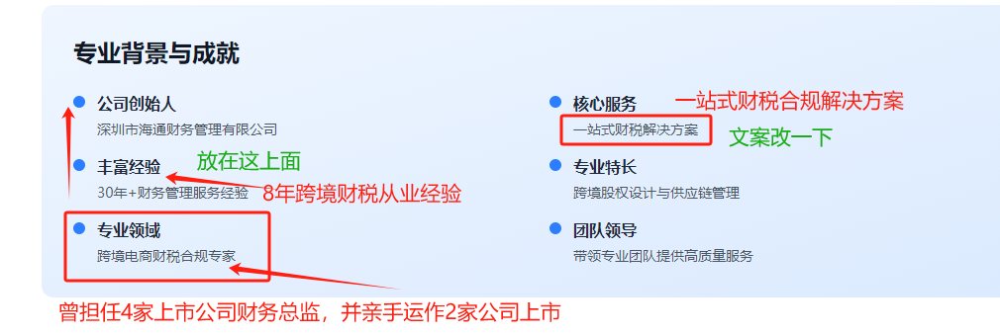 专业背景与成就
公司创始人
深圳市海通财务管理有限公司
丰富经验
放在这上面
30年+财务管理服务经验
8年跨境财税从业经验
专业领域
跨境电商财税合规专家
曾担任4家上市公司财务总监，并亲手运作2家公司上市
核心服务
一站式财税合规解决方案
一站式财税解决方案
文案改一下
专业特长
跨境股权设计与供应链管理
团队领导
带领专业团队提供高质量服务